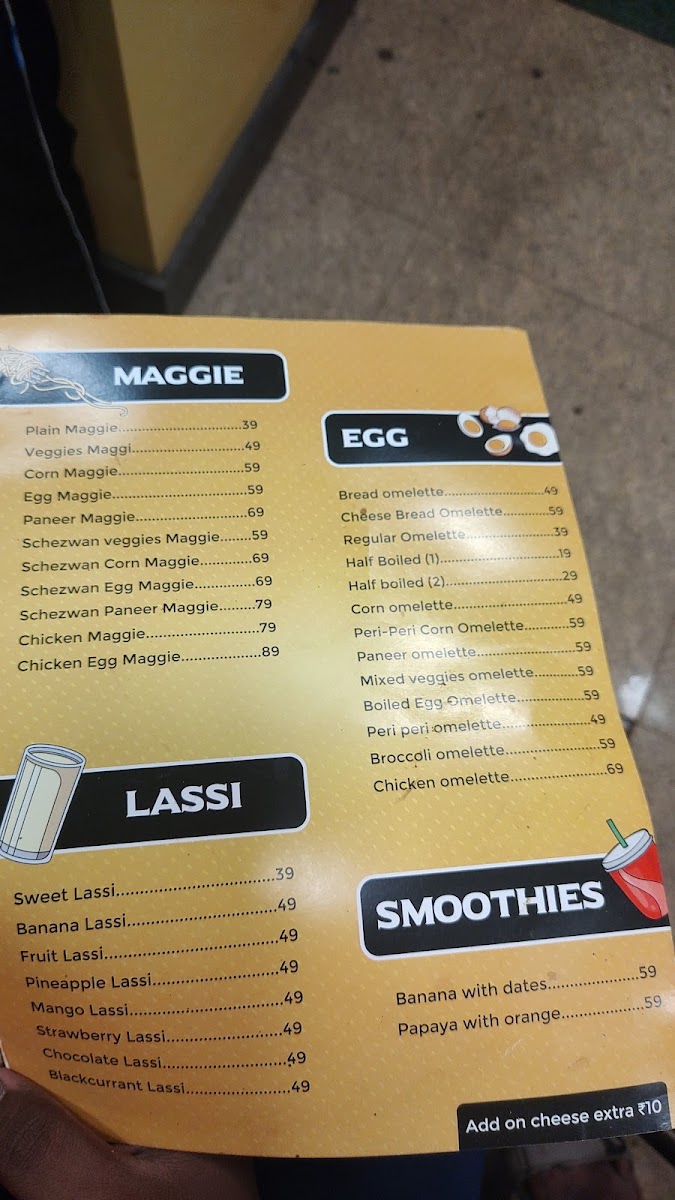 MAGGIE
Plain Maggie..............................39
Veggies Maggi...........................49
Corn Maggie..............................59
Egg Maggie................................59
Paneer Maggie..........................69
Schezwan veggies Maggie........59
Schezwan Corn Maggie............69
Schezwan Egg Maggie..............69
Schezwan Paneer Maggie.........79
Chicken Maggie..........................79
Chicken Egg Maggie...................89
LASSI
Sweet Lassi................................39
Banana Lassi..............................49
Fruit Lassi...................................49
Pineapple Lassi..........................49
Mango Lassi...............................49
Strawberry Lassi........................49
Chocolate Lassi.........................49
Blackcurrant Lassi.....................49
EGG
Bread omelette.........................49
Cheese Bread Omelette...........59
Regular Omelette.....................39
Half Boiled (1)...........................19
Half boiled (2)...........................29
Corn omelette..........................49
Peri-Peri Corn Omelette..........59
Paneer omelette.......................59
Mixed veggies omelette..........59
Boiled Egg Omelette................59
Peri peri omelette....................49
Broccoli omelette.....................59
Chicken omelette......................69
SMOOTHIES
Banana with dates...................59
Papaya with orange.................59
Add on cheese extra ₹10